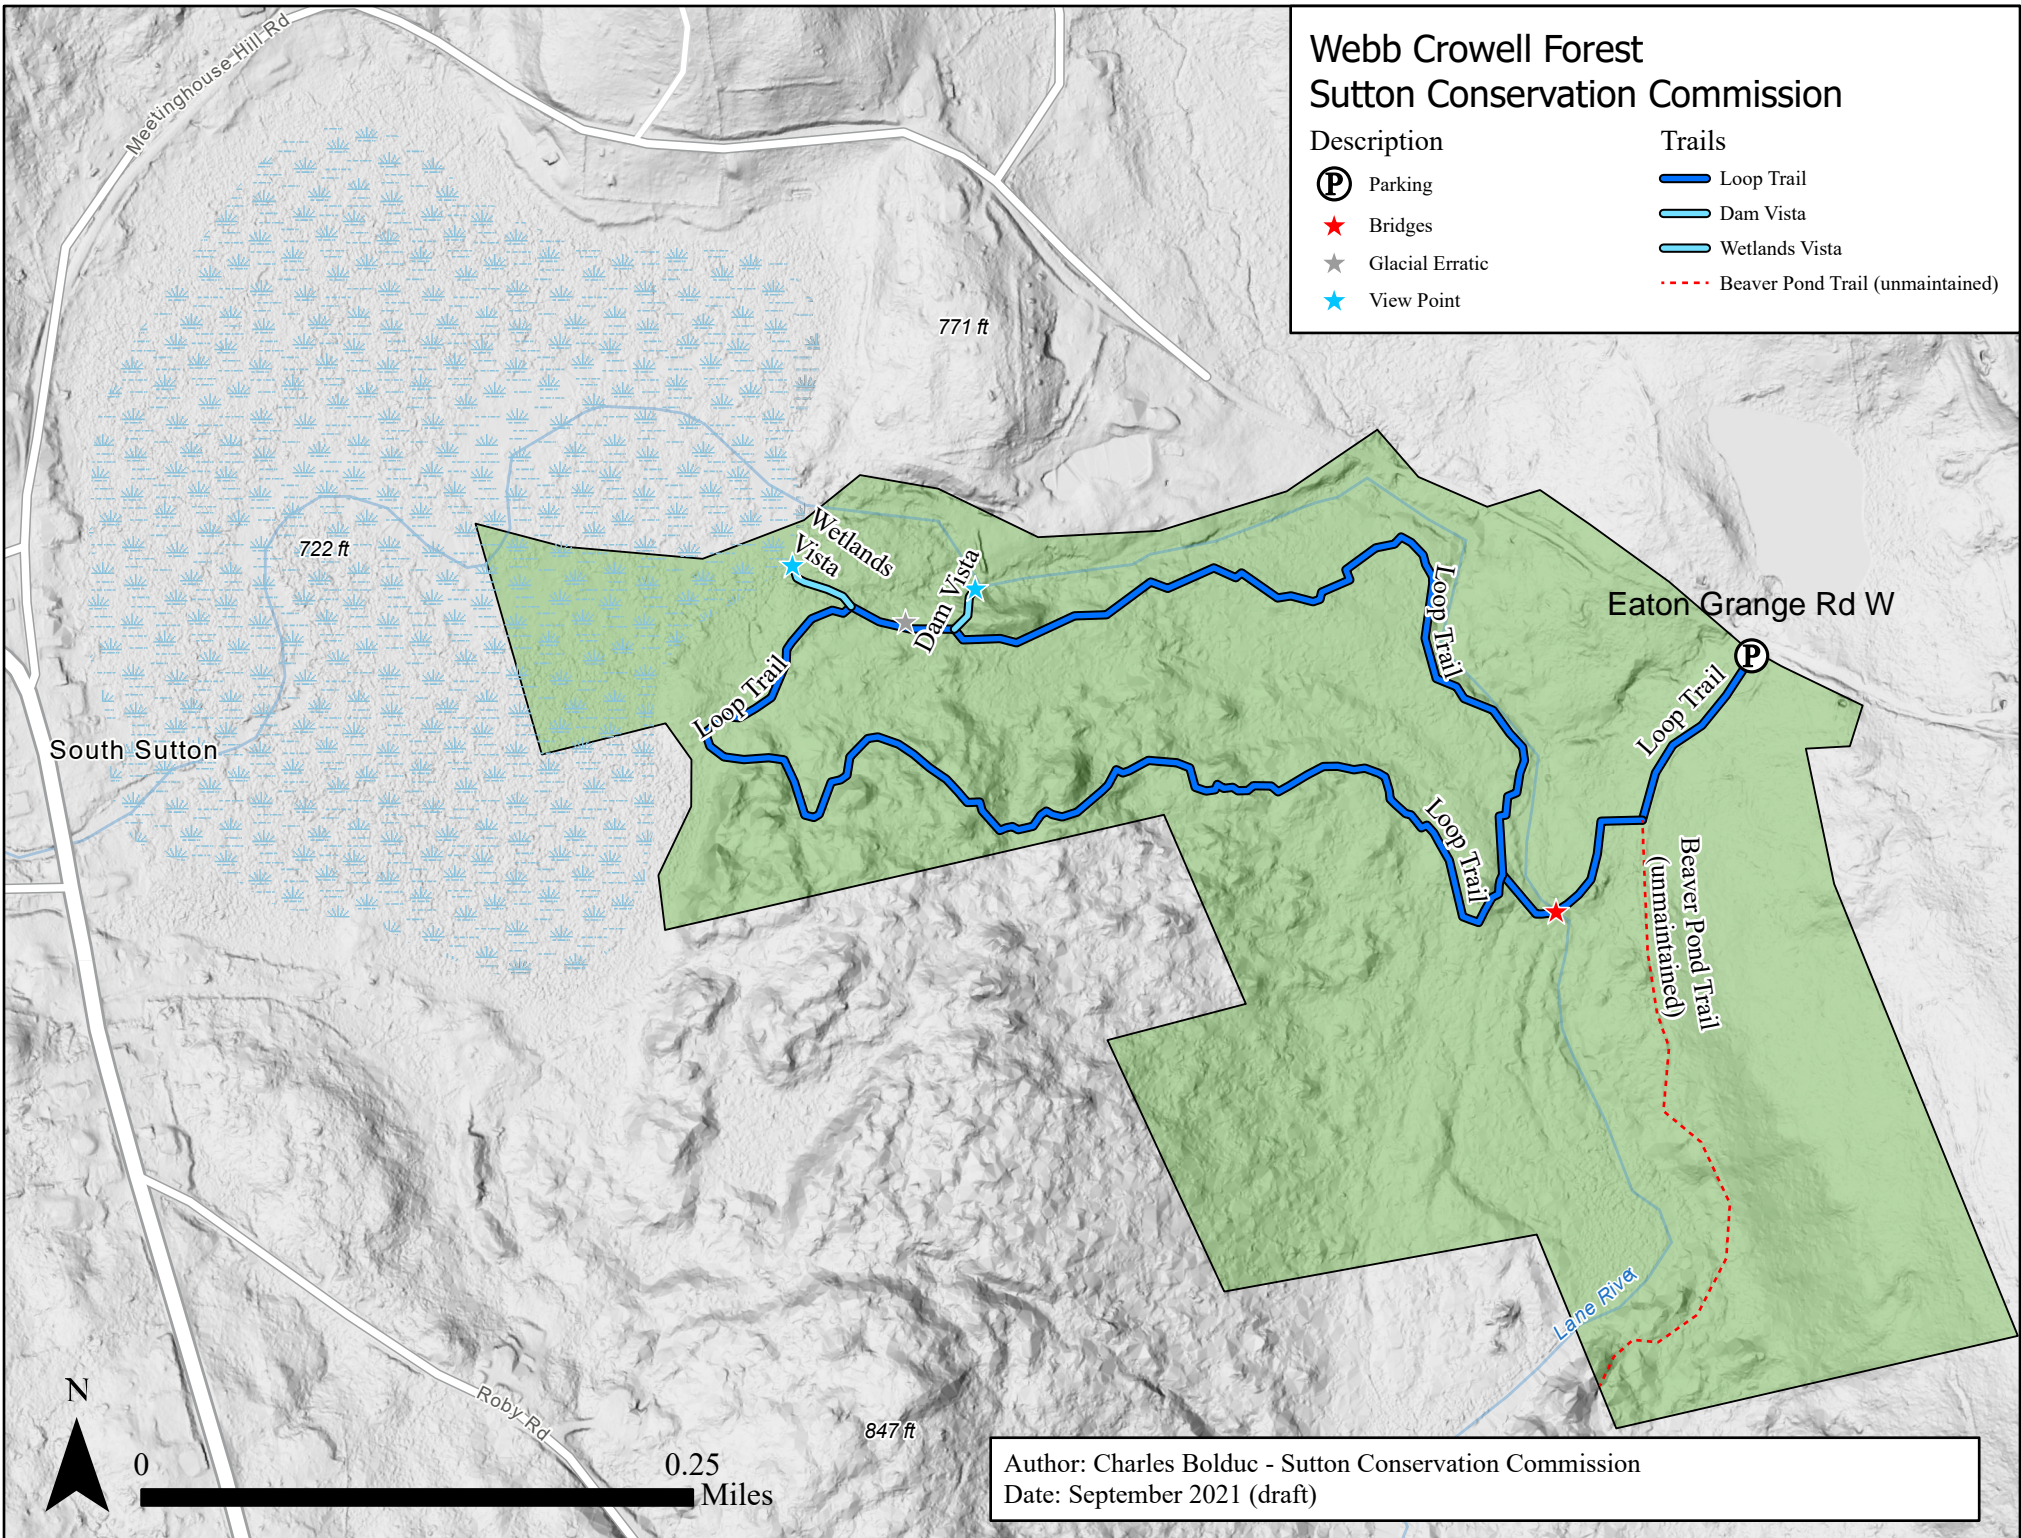 Webb Crowell Forest
Sutton Conservation Commission
Description
P Parking
Bridges
Glacial Erratic
View Point
Trails
Loop Trail
Dam Vista
Wetlands Vista
Beaver Pond Trail (unmaintained)
Meetinghouse Hill Rd
771 ft
722 ft
Wetlands
Vista
Dam Vista
Loop Trail
Loop Trail
Eaton Grange Rd W
P
Loop Trail
Loop Trail
Beaver Pond Trail
(unmaintained)
South Sutton
Lane River
Roby Rd
847 ft
N
0
0.25
Miles
Author: Charles Bolduc - Sutton Conservation Commission
Date: September 2021 (draft)